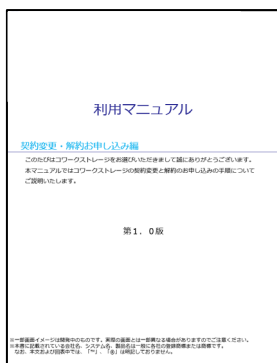 利用マニュアル
契約変更・解約お申し込み編
このたびはコワークストレージをお選びいただきまして誠にありがとうございます。
本マニュアルではコワークストレージの契約変更と解約のお申し込みの手順について
ご説明いたします。
第1.0版
※一部画面イメージは開発中のものです。実際の画面とは一部異なる場合がありますのでご注意ください。
※本書に記載されている会社名、システム名、製品名は一般に各社の登録商標または商標です。
なお、本文および図表中では、「™」、「®」は明記しておりません。